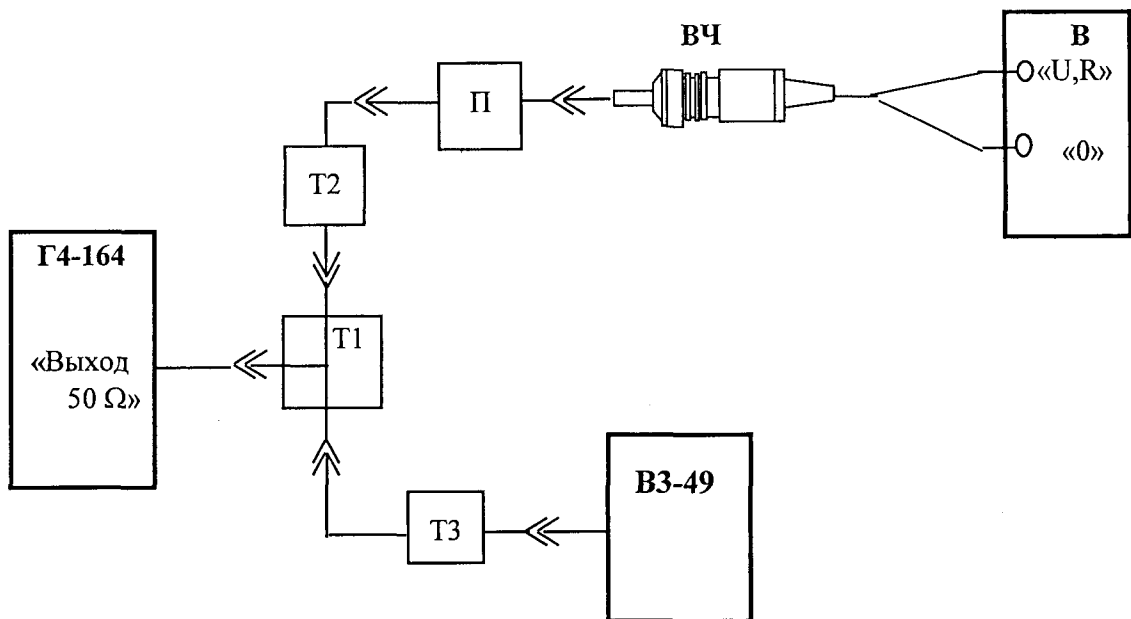 ВЧ
В
«U,R»
«0»
П
Т2
Г4-164
«Выход
50 Ω»
Т1
Т3
В3-49